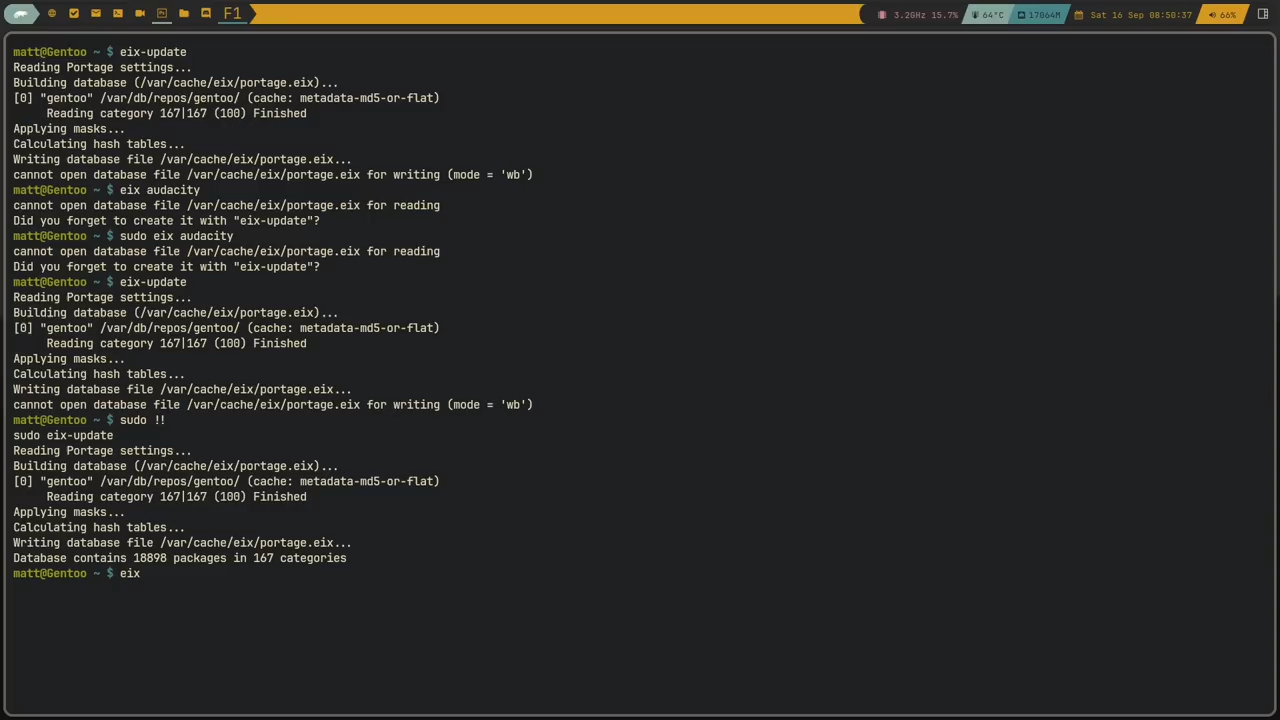 F1
3.2GHz 15.7%
64°C
17064M
Sat 16 Sep 08:50:37
66%
matt@Gentoo ~ $ eix-update
Reading Portage settings...
Building database (/var/cache/eix/portage.eix)...
[0] "gentoo" /var/db/repos/gentoo/ (cache: metadata-md5-or-flat)
     Reading category 167|167 (100) Finished
Applying masks...
Calculating hash tables...
Writing database file /var/cache/eix/portage.eix...
cannot open database file /var/cache/eix/portage.eix for writing (mode = 'wb')
matt@Gentoo ~ $ eix audacity
cannot open database file /var/cache/eix/portage.eix for reading
Did you forget to create it with "eix-update"?
matt@Gentoo ~ $ sudo eix audacity
cannot open database file /var/cache/eix/portage.eix for reading
Did you forget to create it with "eix-update"?
matt@Gentoo ~ $ eix-update
Reading Portage settings...
Building database (/var/cache/eix/portage.eix)...
[0] "gentoo" /var/db/repos/gentoo/ (cache: metadata-md5-or-flat)
     Reading category 167|167 (100) Finished
Applying masks...
Calculating hash tables...
Writing database file /var/cache/eix/portage.eix...
cannot open database file /var/cache/eix/portage.eix for writing (mode = 'wb')
matt@Gentoo ~ $ sudo !!
sudo eix-update
Reading Portage settings...
Building database (/var/cache/eix/portage.eix)...
[0] "gentoo" /var/db/repos/gentoo/ (cache: metadata-md5-or-flat)
     Reading category 167|167 (100) Finished
Applying masks...
Calculating hash tables...
Writing database file /var/cache/eix/portage.eix...
Database contains 18898 packages in 167 categories
matt@Gentoo ~ $ eix